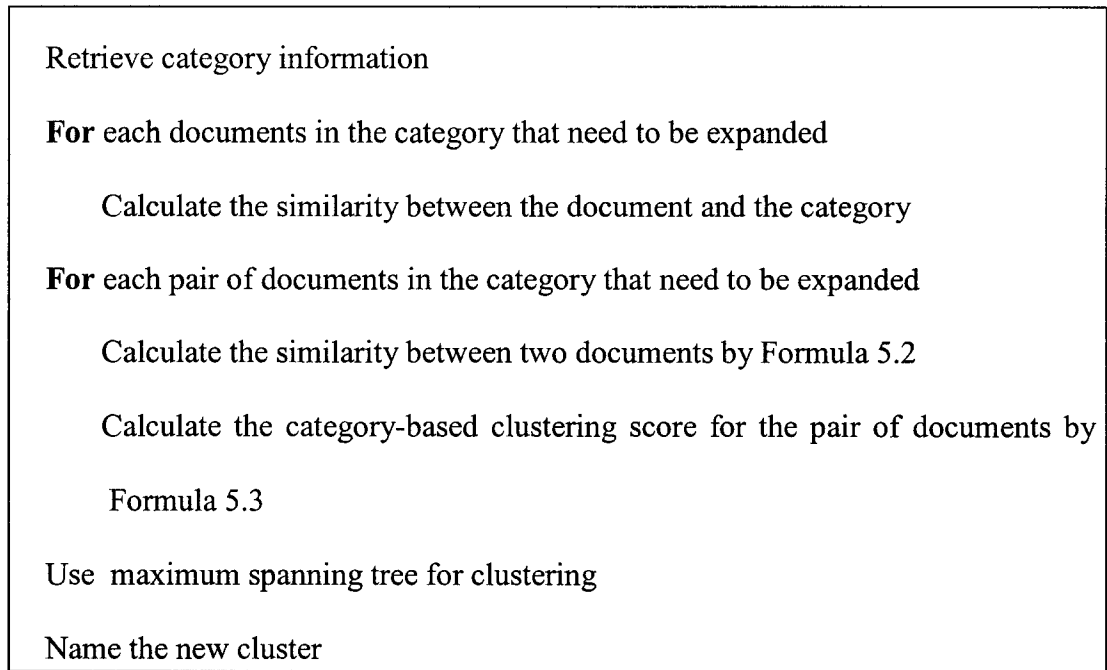 Retrieve category information
For each documents in the category that need to be expanded
Calculate the similarity between the document and the category
For each pair of documents in the category that need to be expanded
Calculate the similarity between two documents by Formula 5.2
Calculate the category-based clustering score for the pair of documents by
Formula 5.3
Use maximum spanning tree for clustering
Name the new cluster